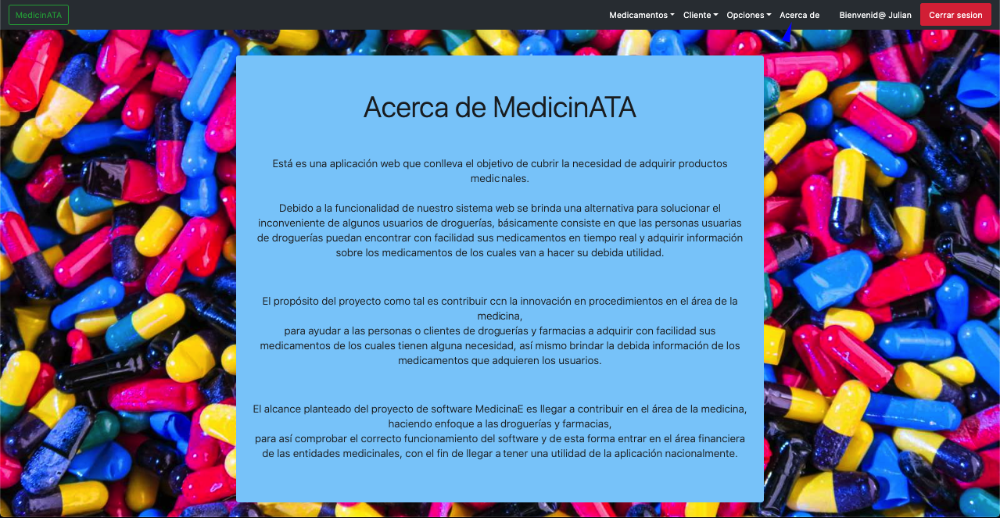 MedicinATA
Medicamentos Cliente Opciones Acerca de Bienvenid@ Julian Cerrar sesion
Acerca de MedicinATA
Está es una aplicación web que conlleva el objetivo de cubrir la necesidad de adquirir productos
medicinales.
Debido a la funcionalidad de nuestro sistema web se brinda una alternativa para solucionar el
inconveniente de algunos usuarios de droguerías, básicamente consiste en que las personas usuarias
de droguerías puedan encontrar con facilidad sus medicamentos en tiempo real y adquirir información
sobre los medicamentos de los cuales van a hacer su debida utilidad.
El propósito del proyecto como tal es contribuir con la innovación en procedimientos en el área de la
medicina,
para ayudar a las personas o clientes de droguerías y farmacias a adquirir con facilidad sus
medicamentos de los cuales tienen alguna necesidad, así mismo brindar la debida información de los
medicamentos que adquieren los usuarios.
El alcance planteado del proyecto de software MedicinaE es llegar a contribuir en el área de la medicina,
haciendo enfoque a las droguerías y farmacias,
para así comprobar el correcto funcionamiento del software y de esta forma entrar en el área financiera
de las entidades medicinales, con el fin de llegar a tener una utilidad de la aplicación nacionalmente.